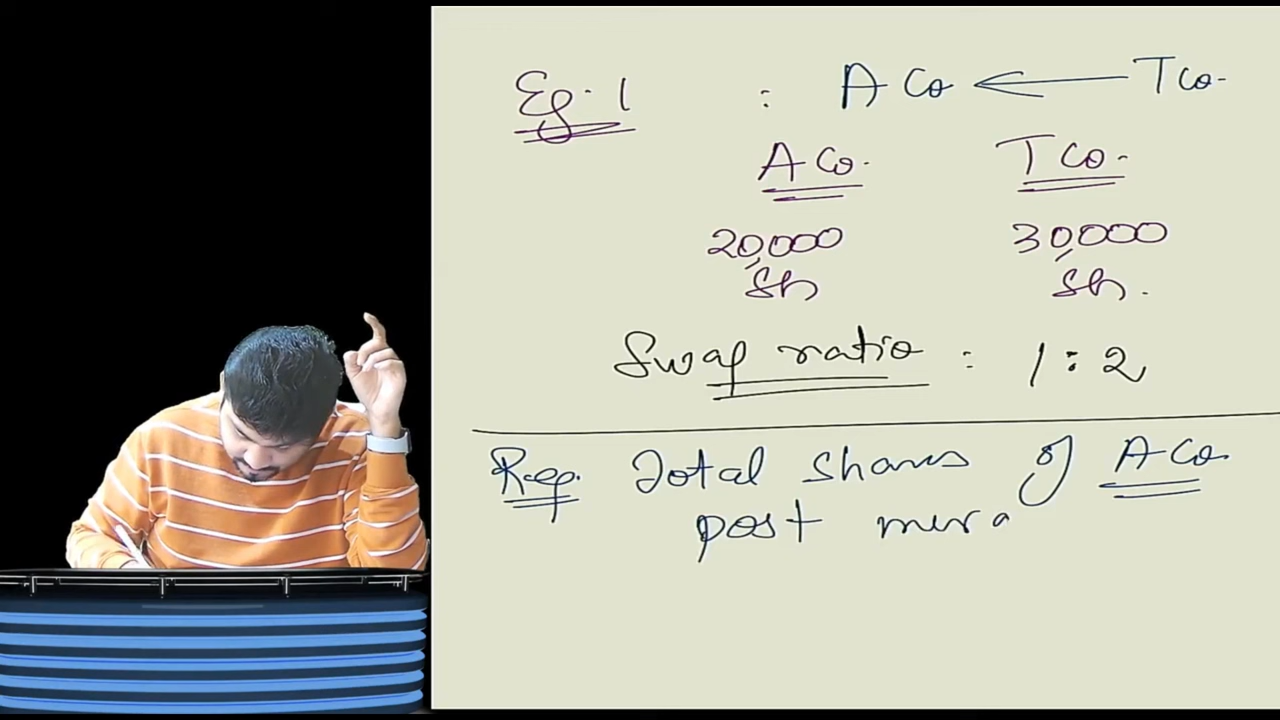 Eg. 1 : A Co ← T Co.
A Co. T Co.
20,000 30,000
Sh Sh.
Swap ratio : 1 : 2
Req. Total shares of A Co.
post